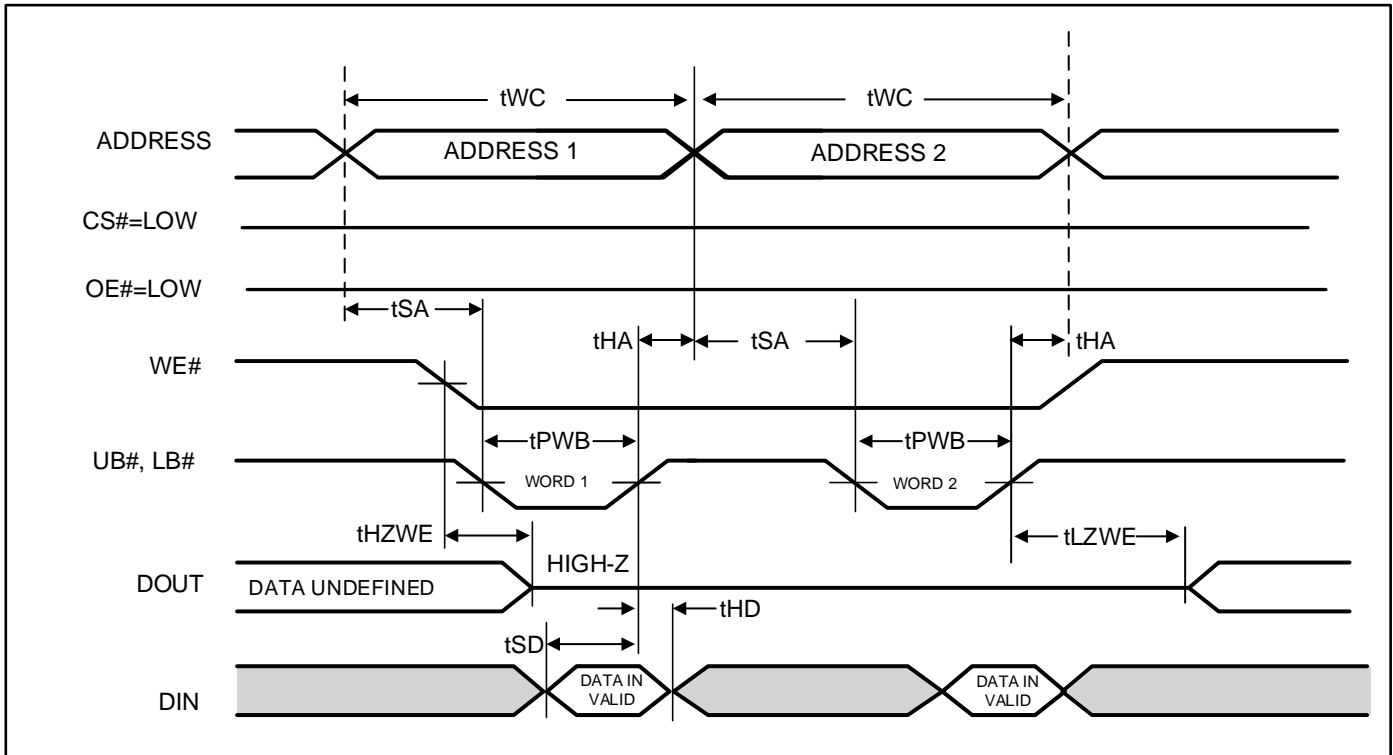 tWC tWC
ADDRESS ADDRESS 1 ADDRESS 2
CS#=LOW
OE#=LOW
tSA tHA tSA tHA
WE#
tPWB tPWB
UB#, LB# WORD 1 WORD 2
tHZWE tLZWE
HIGH-Z
DOUT DATA UNDEFINED
tHD
tSD
DIN DATA IN VALID DATA IN VALID